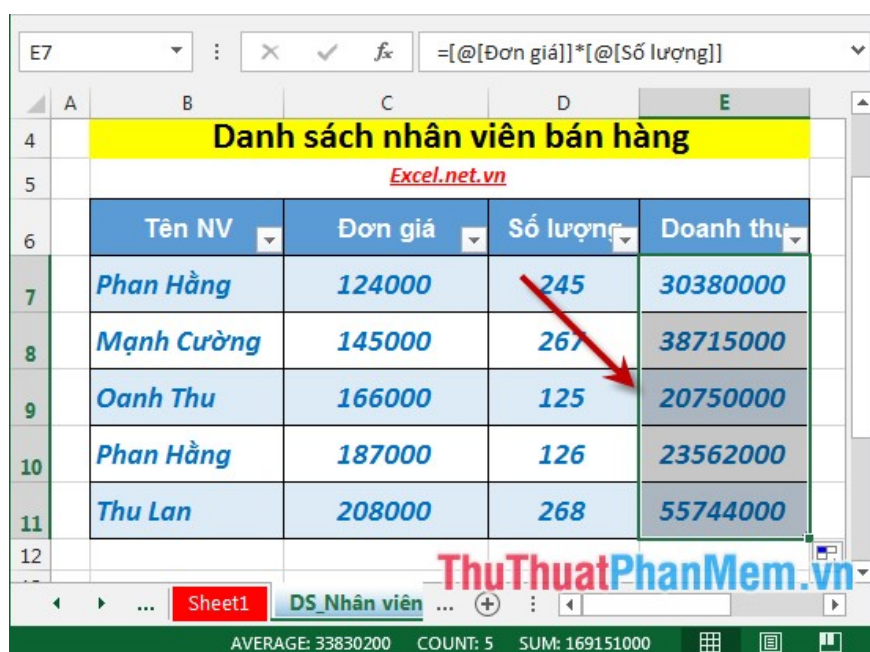 E7 fx =[@[Đơn giá]]*[@[Số lượng]]
A B C D E
4 Danh sách nhân viên bán hàng
5 Excel.net.vn
6 Tên NV Đơn giá Số lượng Doanh thu
7 Phan Hằng 124000 245 30380000
8 Mạnh Cường 145000 267 38715000
9 Oanh Thu 166000 125 20750000
10 Phan Hằng 187000 126 23562000
11 Thu Lan 208000 268 55744000
12
ThuThuatPhanMem.vn
... Sheet1 DS_Nhân viên ...
AVERAGE: 33830200 COUNT: 5 SUM: 169151000